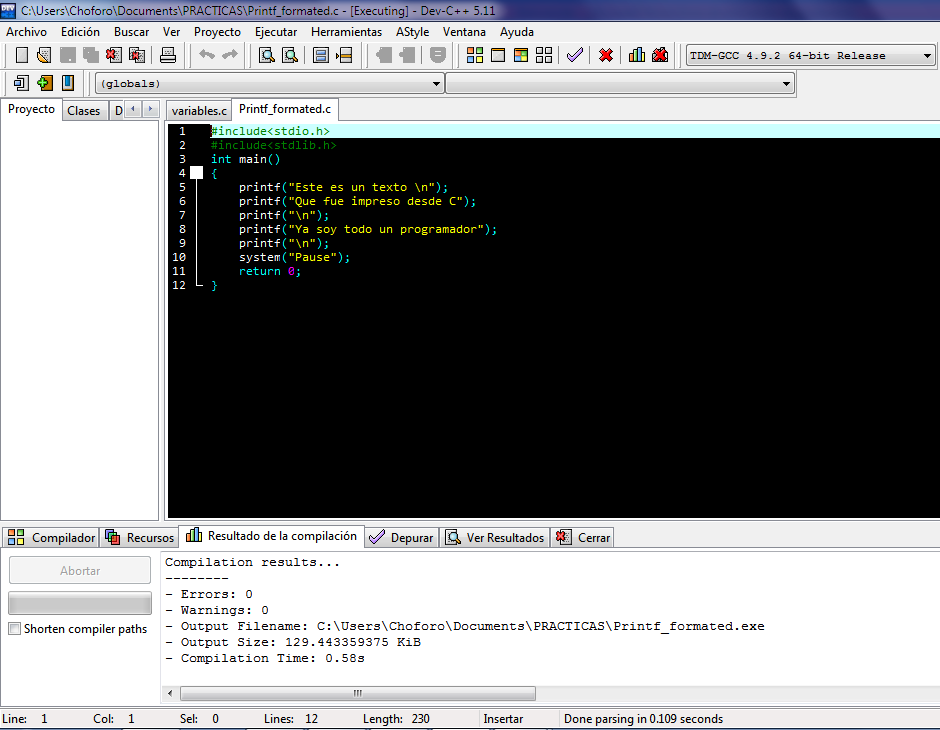 C:\Users\Choforo\Documents\PRACTICAS\Printf_formated.c - [Executing] - Dev-C++ 5.11
Archivo Edición Buscar Ver Proyecto Ejecutar Herramientas AStyle Ventana Ayuda
TDM-GCC 4.9.2 64-bit Release
(globals)
Proyecto Clases D variables.c Printf_formated.c
1 #include<stdio.h>
2 #include<stdlib.h>
3 int main()
4 {
5 printf("Este es un texto \n");
6 printf("Que fue impreso desde C");
7 printf("\n");
8 printf("Ya soy todo un programador");
9 printf("\n");
10 system("Pause");
11 return 0;
12 }
Compilador Recursos Resultado de la compilación Depurar Ver Resultados Cerrar
Abortar
Shorten compiler paths
Compilation results...
--------
- Errors: 0
- Warnings: 0
- Output Filename: C:\Users\Choforo\Documents\PRACTICAS\Printf_formated.exe
- Output Size: 129.443359375 KiB
- Compilation Time: 0.58s
Line: 1 Col: 1 Sel: 0 Lines: 12 Length: 230 Insertar Done parsing in 0.109 seconds